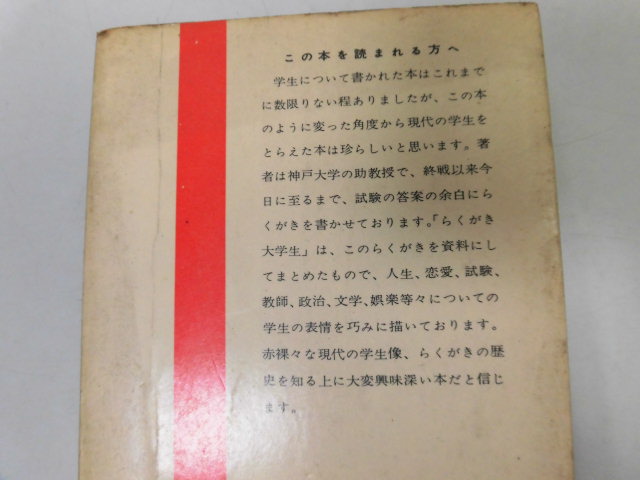 この本を読まれる方へ
学生について書かれた本はこれまで
に数限りない程ありましたが、この本
のように変った角度から現代の学生を
とらえた本は珍らしいと思います。著
者は神戸大学の助教授で、終戦以来今
日に至るまで、試験の答案の余白にら
くがきを書かせております。「らくがき
大学生」は、このらくがきを資料にし
てまとめたもので、人生、恋愛、試験、
教師、政治、文学、娯楽等々についての
学生の表情を巧みに描いております。
赤裸々な現代の学生像、らくがきの歴
史を知る上に大変興味深い本だと信じ
ます。